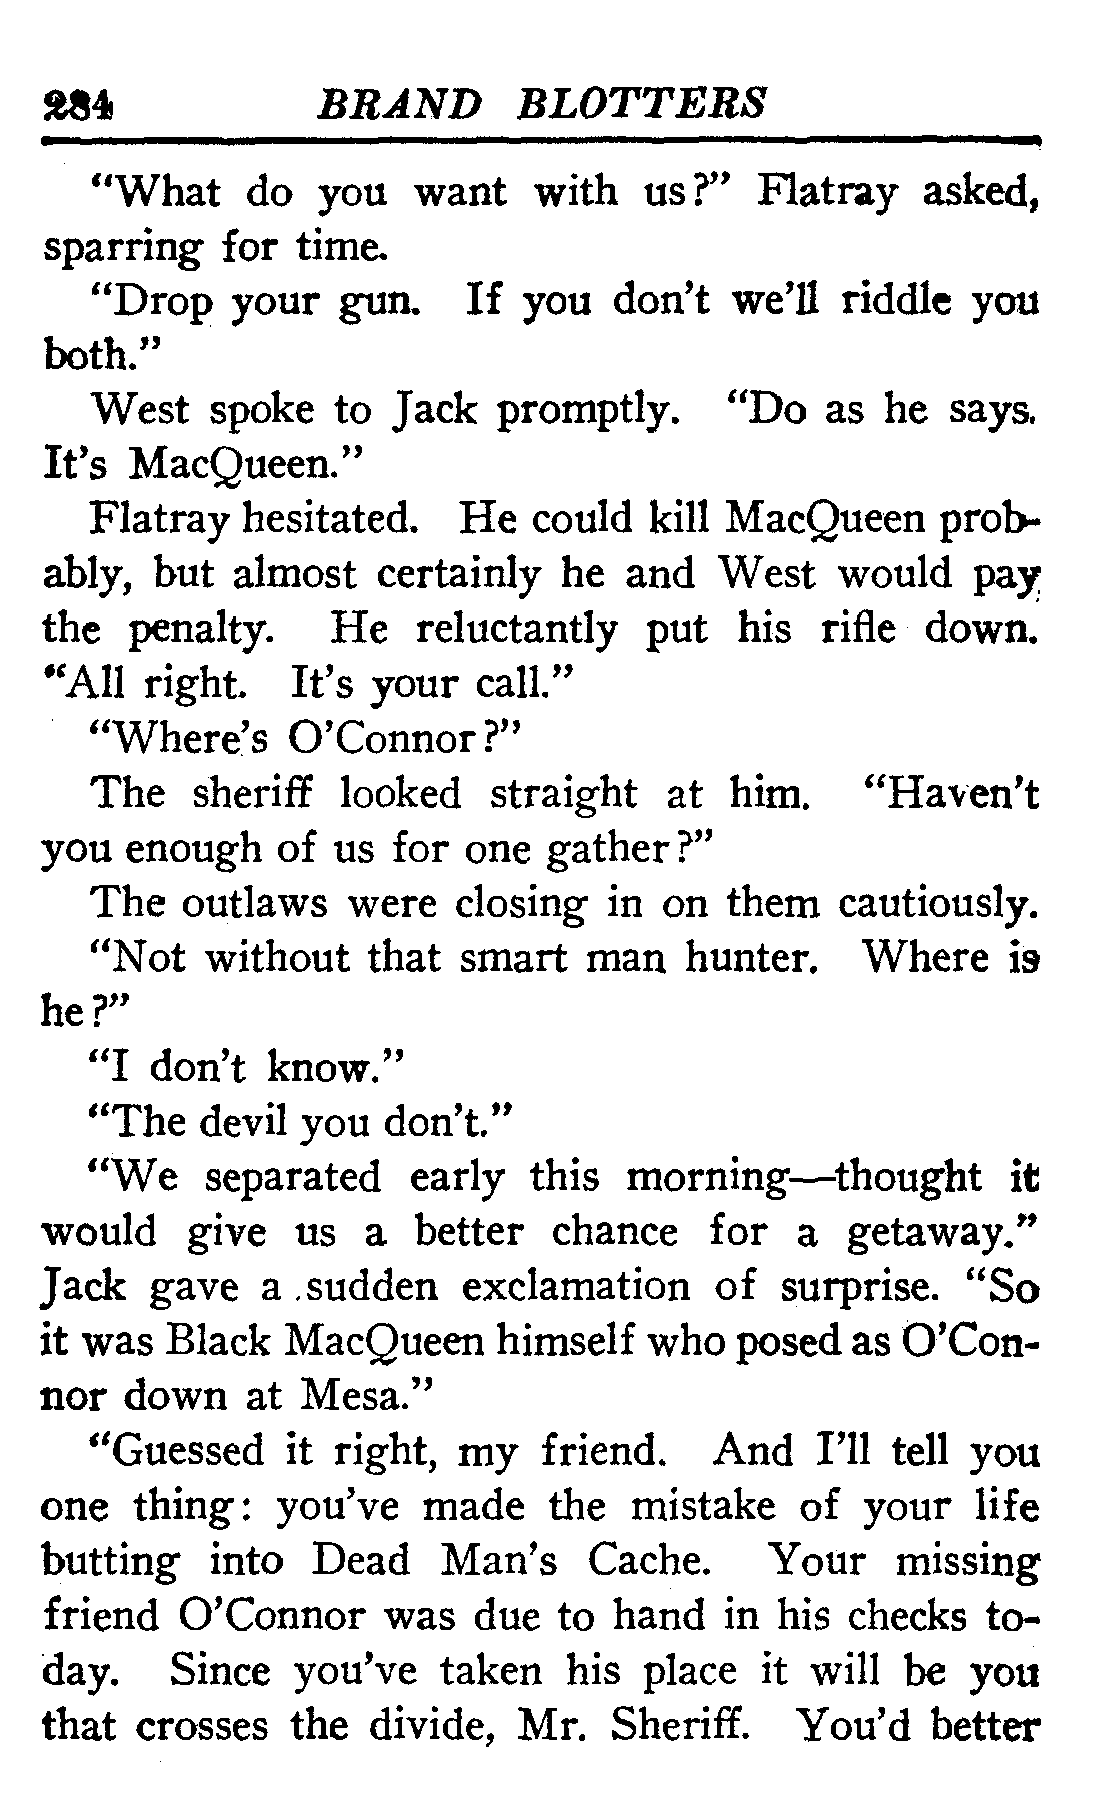 284 BRAND BLOTTERS
"What do you want with us?" Flatray asked,
sparring for time.
"Drop your gun. If you don't we'll riddle you
both."
West spoke to Jack promptly. "Do as he says.
It's MacQueen."
Flatray hesitated. He could kill MacQueen prob-
ably, but almost certainly he and West would pay
the penalty. He reluctantly put his rifle down.
"All right. It's your call."
"Where's O'Connor?"
The sheriff looked straight at him. "Haven't
you enough of us for one gather?"
The outlaws were closing in on them cautiously.
"Not without that smart man hunter. Where is
he?"
"I don't know."
"The devil you don't."
"We separated early this morning—thought it
would give us a better chance for a getaway."
Jack gave a sudden exclamation of surprise. "So
it was Black MacQueen himself who posed as O'Con-
nor down at Mesa."
"Guessed it right, my friend. And I'll tell you
one thing: you've made the mistake of your life
butting into Dead Man's Cache. Your missing
friend O'Connor was due to hand in his checks to-
day. Since you've taken his place it will be you
that crosses the divide, Mr. Sheriff. You'd better